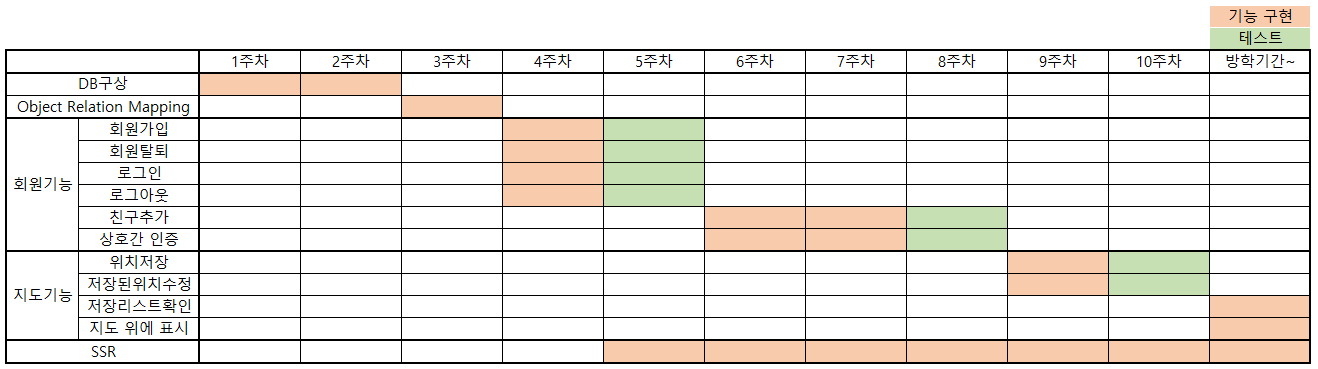 기능 구현
테스트
1주차 2주차 3주차 4주차 5주차 6주차 7주차 8주차 9주차 10주차 방학기간~
DB구상
Object Relation Mapping
회원기능
회원가입
회원탈퇴
로그인
로그아웃
친구추가
상호간 인증
지도기능
위치저장
저장된위치수정
저장리스트확인
지도 위에 표시
SSR